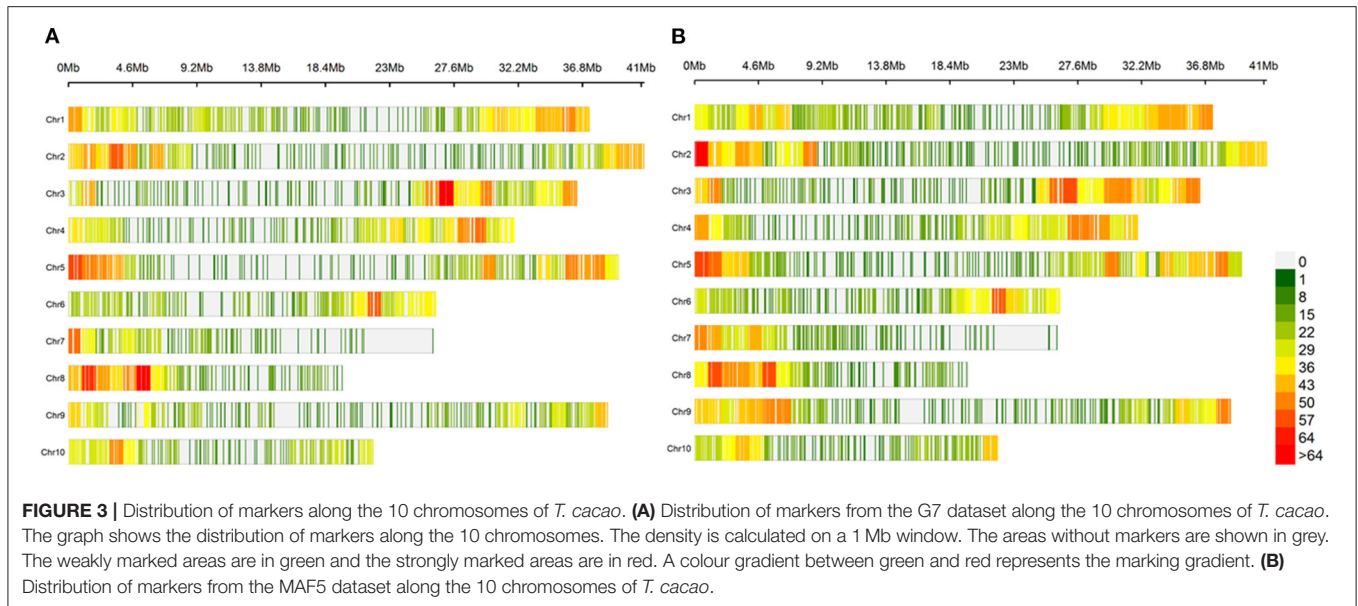 A
0Mb 4.6Mb 9.2Mb 13.8Mb 18.4Mb 23Mb 27.6Mb 32.2Mb 36.8Mb 41Mb
Chr1
Chr2
Chr3
Chr4
Chr5
Chr6
Chr7
Chr8
Chr9
Chr10
B
0Mb 4.6Mb 9.2Mb 13.8Mb 18.4Mb 23Mb 27.6Mb 32.2Mb 36.8Mb 41Mb
Chr1
Chr2
Chr3
Chr4
Chr5
Chr6
Chr7
Chr8
Chr9
Chr10
0
1
8
15
22
29
36
43
50
57
64
>64
FIGURE 3 | Distribution of markers along the 10 chromosomes of T. cacao. (A) Distribution of markers from the G7 dataset along the 10 chromosomes of T. cacao.
The graph shows the distribution of markers along the 10 chromosomes. The density is calculated on a 1 Mb window. The areas without markers are shown in grey.
The weakly marked areas are in green and the strongly marked areas are in red. A colour gradient between green and red represents the marking gradient. (B)
Distribution of markers from the MAF5 dataset along the 10 chromosomes of T. cacao.